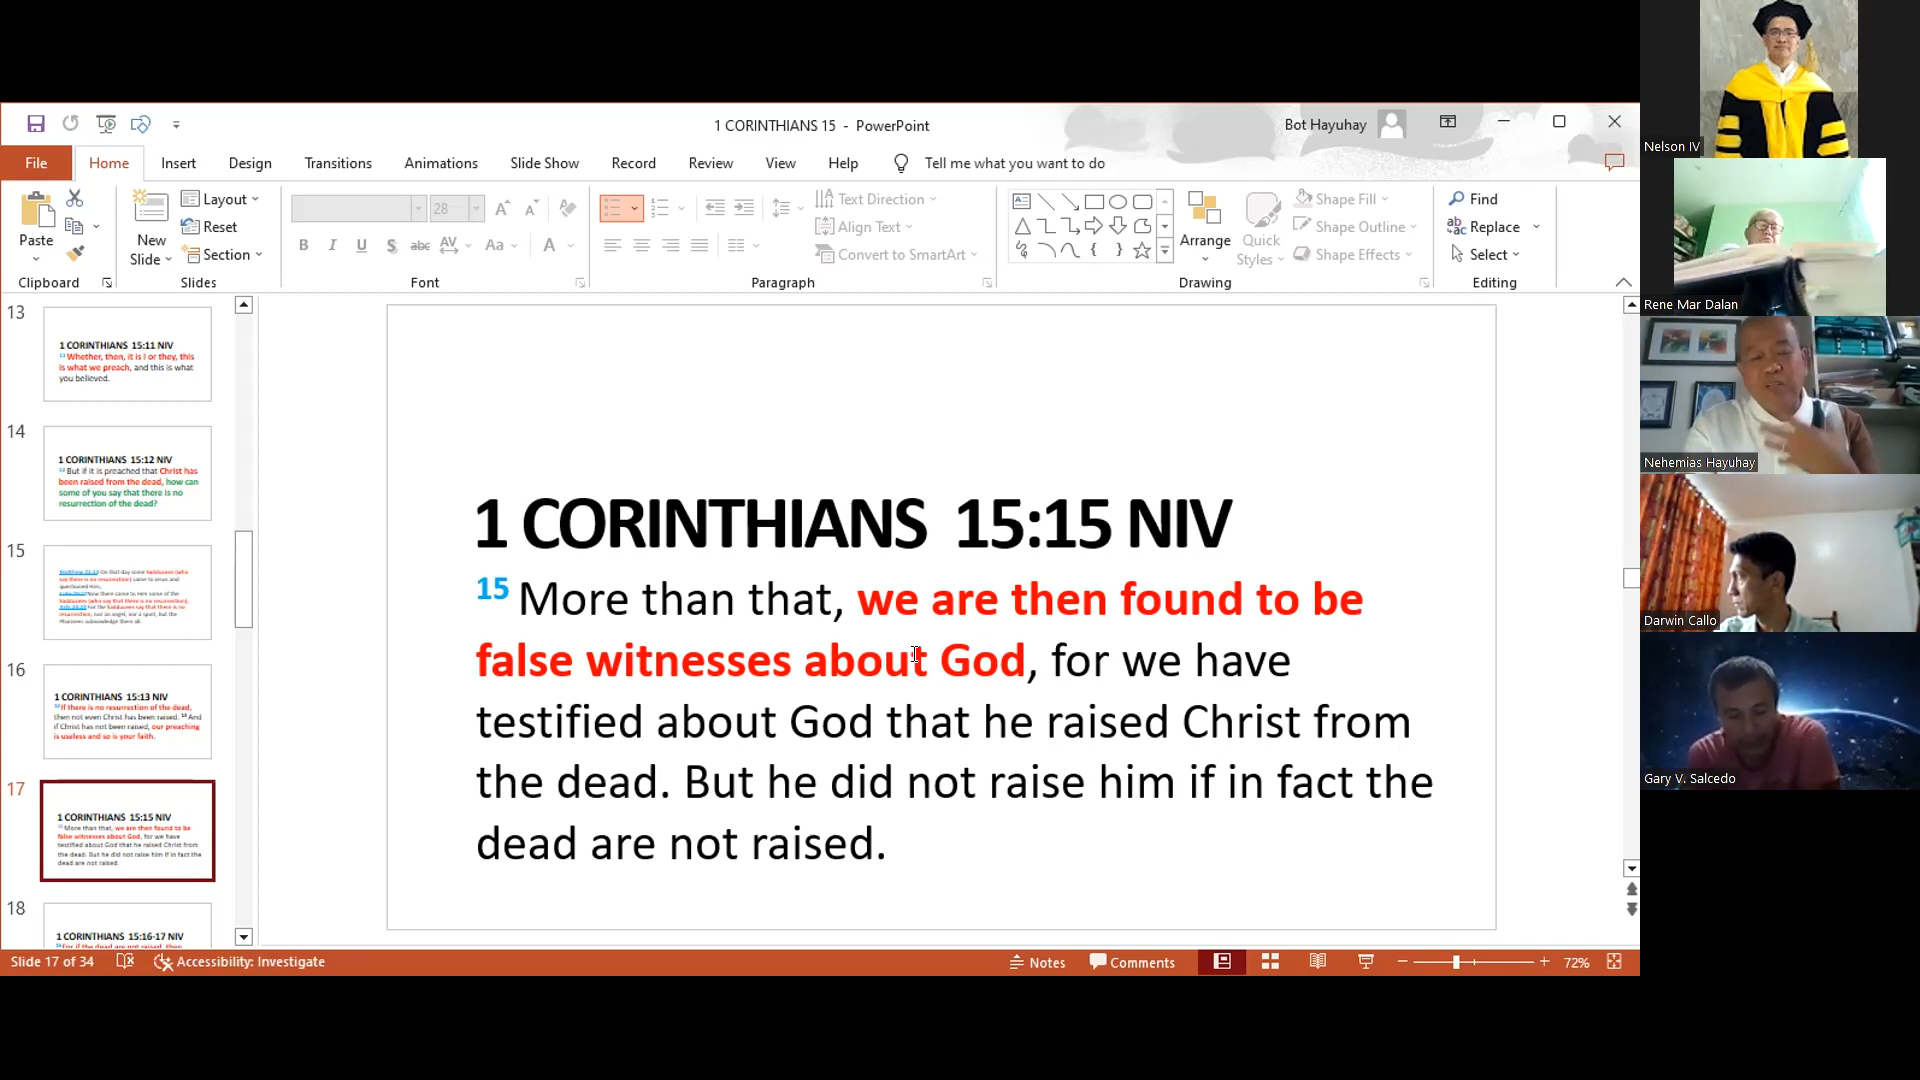 1 CORINTHIANS 15 - PowerPoint
Bot Hayuhay
File Home Insert Design Transitions Animations Slide Show Record Review View Help Tell me what you want to do
Paste
Clipboard
New Slide
Layout
Reset
Section
Slides
28
B I U S abc AV Aa A
Font
Text Direction
Align Text
Convert to SmartArt
Paragraph
Arrange
Quick Styles
Shape Fill
Shape Outline
Shape Effects
Drawing
Find
Replace
Select
Editing
13
1 CORINTHIANS 15:11 NIV
11 Whether, then, it is I or they, this
is what we preach, and this is what
you believed.
14
1 CORINTHIANS 15:12 NIV
12 But if it is preached that Christ has
been raised from the dead, how can
some of you say that there is no
resurrection of the dead?
15
On that day some Sadducees (who
say there is no resurrection) came to Jesus and
questioned Him,
Now there came to Him some of the
Sadducees (who say that there is no resurrection),
For the Sadducees say that there is no
resurrection, nor an angel, nor a spirit, but the
Pharisees acknowledge them all.
16
1 CORINTHIANS 15:13 NIV
If there is no resurrection of the dead,
then not even Christ has been raised. 14 And
if Christ has not been raised, our preaching
is useless and so is your faith.
17
1 CORINTHIANS 15:15 NIV
15 More than that, we are then found to be
false witnesses about God, for we have
testified about God that he raised Christ from
the dead. But he did not raise him if in fact the
dead are not raised.
18
1 CORINTHIANS 15:16-17 NIV
For if the dead are not raised, then
1 CORINTHIANS 15:15 NIV
15 More than that, we are then found to be
false witnesses about God, for we have
testified about God that he raised Christ from
the dead. But he did not raise him if in fact the
dead are not raised.
Slide 17 of 34
Accessibility: Investigate
Notes
Comments
72%
Nelson IV
Rene Mar Dalan
Nehemias Hayuhay
Darwin Callo
Gary V. Salcedo